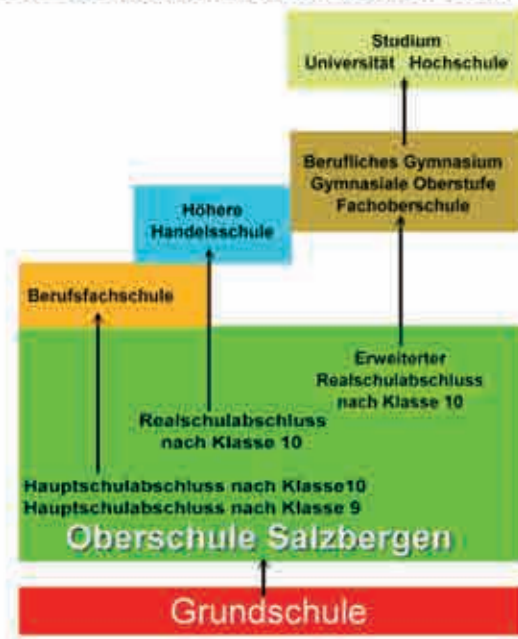 Studium
Universität Hochschule
Berufliches Gymnasium
Gymnasiale Oberstufe
Fachoberschule
Höhere
Handelsschule
Berufsfachschule
Erweiterter
Realschulabschluss
nach Klasse 10
Realschulabschluss
nach Klasse 10
Hauptschulabschluss nach Klasse10
Hauptschulabschluss nach Klasse 9
Oberschule Salzbergen
Grundschule